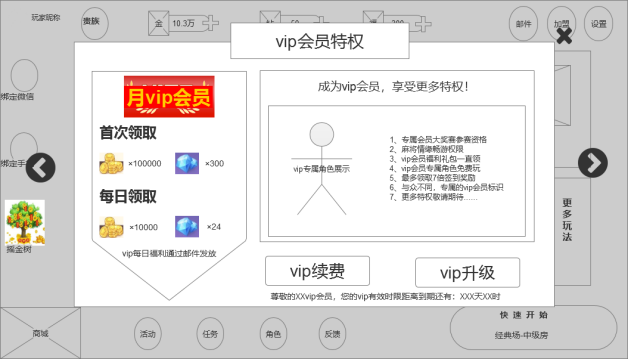 玩家昵称
贵族
金
10.3万
邮件
加盟
设置
vip会员特权
绑定微信
绑定手
摇金树
月vip会员
首次领取
×100000
×300
每日领取
×10000
×24
vip每日福利通过邮件发放
成为vip会员，享受更多特权！
vip专属角色展示
1、专属会员大奖赛参赛资格
2、麻将情缘畅游权限
3、vip会员福利礼包一直领
4、vip会员专属角色免费玩
5、最多领取7倍签到奖励
6、与众不同，专属的vip会员标识
7、更多特权敬请期待……
更多玩法
vip续费
vip升级
尊敬的XXvip会员，您的vip有效时限距离到期还有：XXX天XX时
商城
活动
任务
角色
反馈
快速开始
经典场-中级房